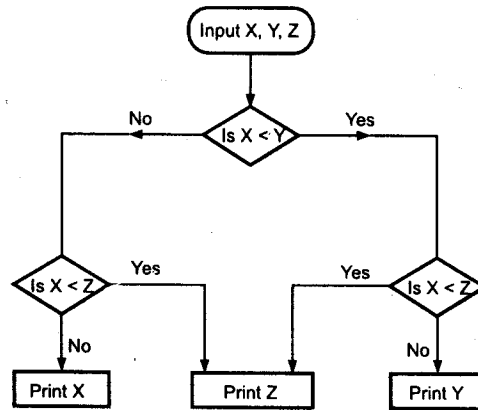 Input X, Y, Z
No
Is X < Y
Yes
Is X < Z
Yes
Yes
Is X < Z
No
No
Print X
Print Z
Print Y